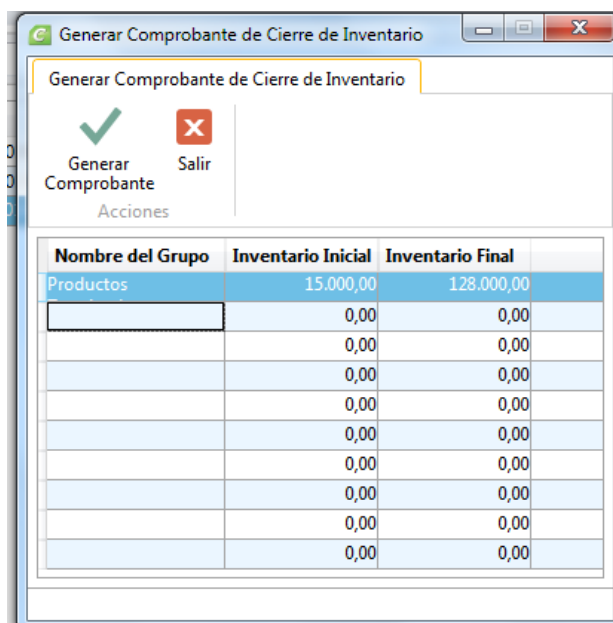 Generar Comprobante de Cierre de Inventario
Generar Comprobante de Cierre de Inventario
Generar Comprobante
Salir
Acciones
Nombre del Grupo Inventario Inicial Inventario Final
Productos 15.000,00 128.000,00
0,00 0,00
0,00 0,00
0,00 0,00
0,00 0,00
0,00 0,00
0,00 0,00
0,00 0,00
0,00 0,00
0,00 0,00